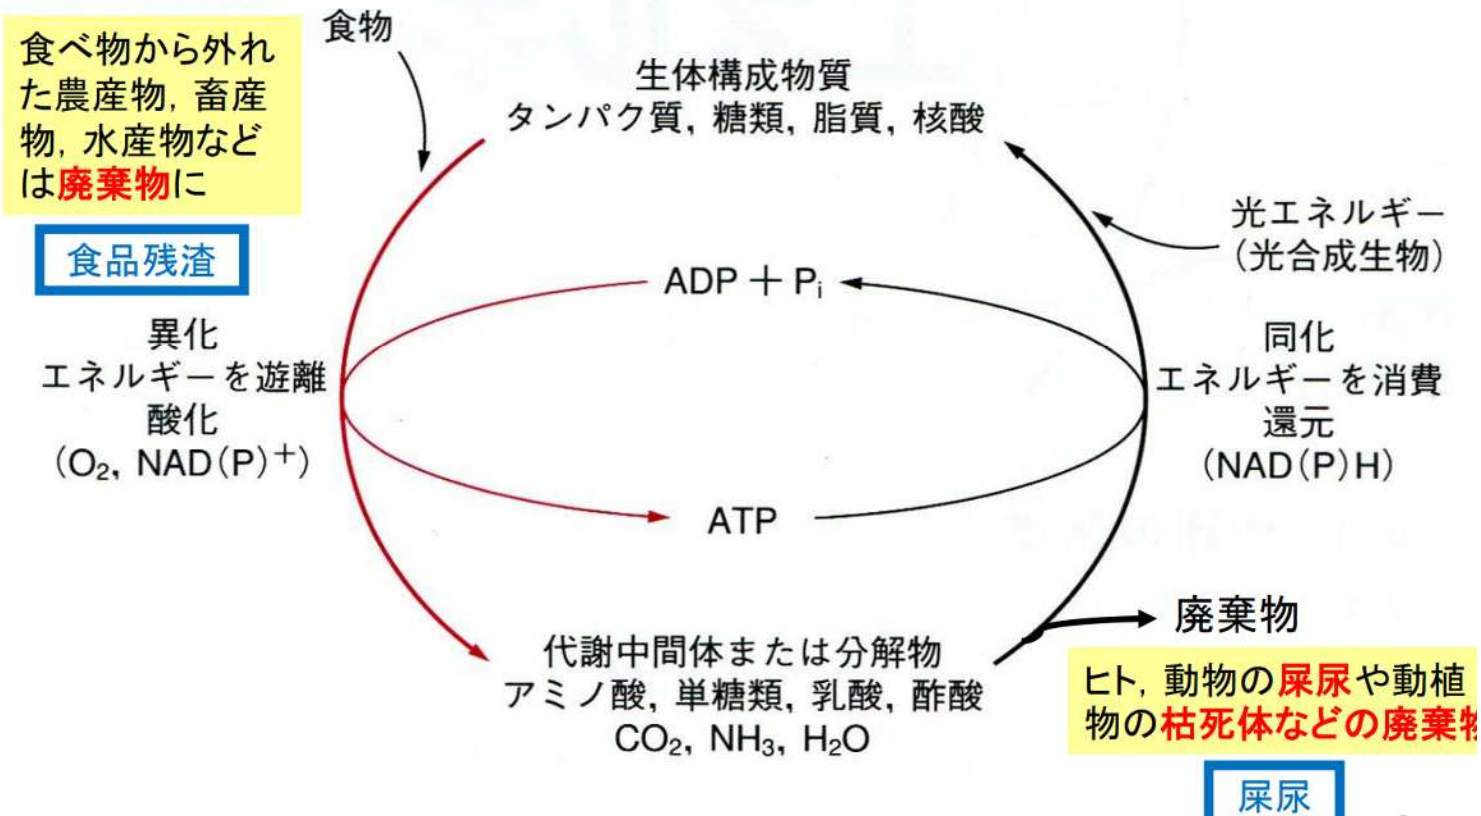 食べ物から外れ
た農産物, 畜産
物, 水産物など
は廃棄物に
食品残渣
食物
生体構成物質
タンパク質, 糖類, 脂質, 核酸
光エネルギー
(光合成生物)
ADP + Pi
異化
エネルギーを遊離
酸化
(O2, NAD(P)+)
同化
エネルギーを消費
還元
(NAD(P)H)
ATP
代謝中間体または分解物
アミノ酸, 単糖類, 乳酸, 酢酸
CO2, NH3, H2O
廃棄物
ヒト, 動物の屎尿や動植
物の枯死体などの廃棄物
屎尿